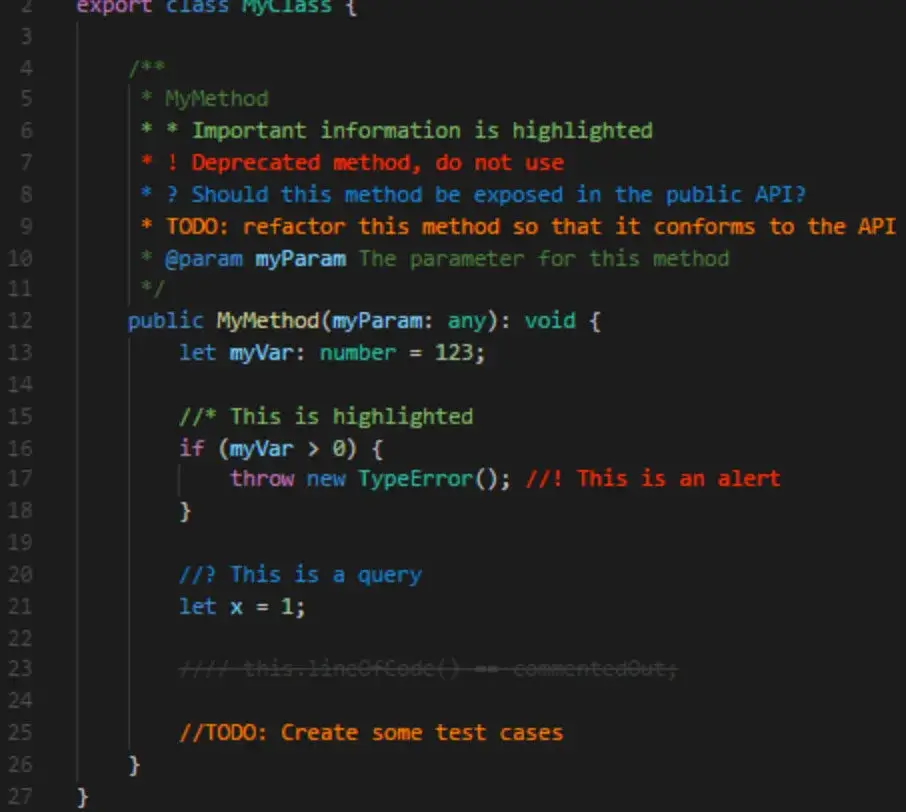 2 export class MyClass {
3
4 /**
5 * MyMethod
6 * * Important information is highlighted
7 * ! Deprecated method, do not use
8 * ? Should this method be exposed in the public API?
9 * TODO: refactor this method so that it conforms to the API
10 * @param myParam The parameter for this method
11 */
12 public MyMethod(myParam: any): void {
13 let myVar: number = 123;
14
15 //* This is highlighted
16 if (myVar > 0) {
17 throw new TypeError(); //! This is an alert
18 }
19
20 //? This is a query
21 let x = 1;
22
23 //// this.lineOfCode() == commentedOut;
24
25 //TODO: Create some test cases
26 }
27 }